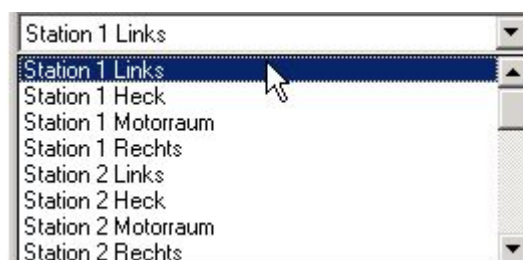 Station 1 Links
Station 1 Links
Station 1 Heck
Station 1 Motorraum
Station 1 Rechts
Station 2 Links
Station 2 Heck
Station 2 Motorraum
Station 2 Rechts